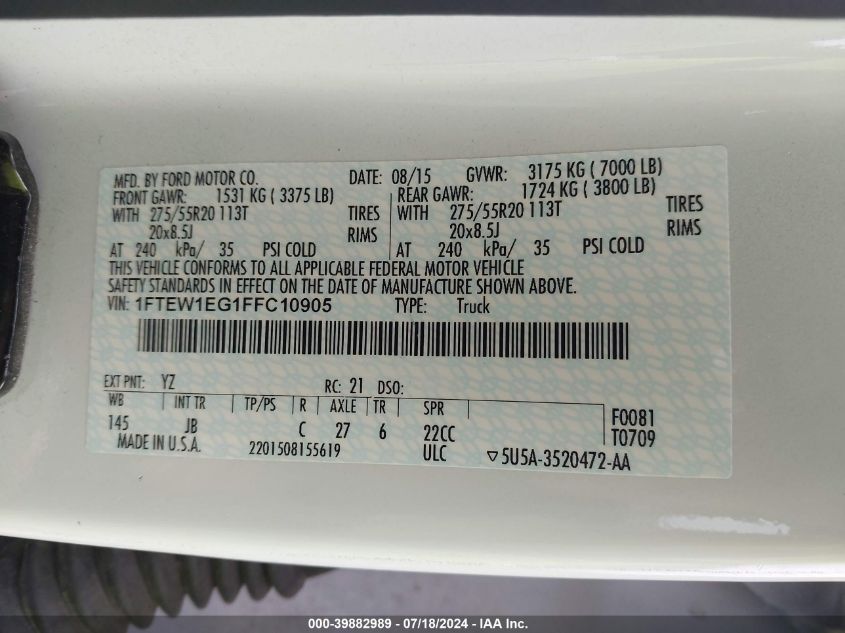 MFD. BY FORD MOTOR CO. DATE: 08/15 GVWR: 3175 KG ( 7000 LB)
FRONT GAWR: 1531 KG ( 3375 LB) REAR GAWR: 1724 KG ( 3800 LB)
WITH 275/55R20 113T TIRES WITH 275/55R20 113T TIRES
20x8.5J RIMS 20x8.5J RIMS
AT 240 kPa/ 35 PSI COLD AT 240 kPa/ 35 PSI COLD
THIS VEHICLE CONFORMS TO ALL APPLICABLE FEDERAL MOTOR VEHICLE
SAFETY STANDARDS IN EFFECT ON THE DATE OF MANUFACTURE SHOWN ABOVE.
VIN: 1FTEW1EG1FFC10905 TYPE: Truck
EXT PNT: YZ RC: 21 DSO:
WB INT TR TP/PS R AXLE TR SPR F0081
145 JB C 27 6 22CC T0709
MADE IN U.S.A. 2201508155619 ULC ▽5U5A-3520472-AA
000-39882989 - 07/18/2024 - IAA Inc.